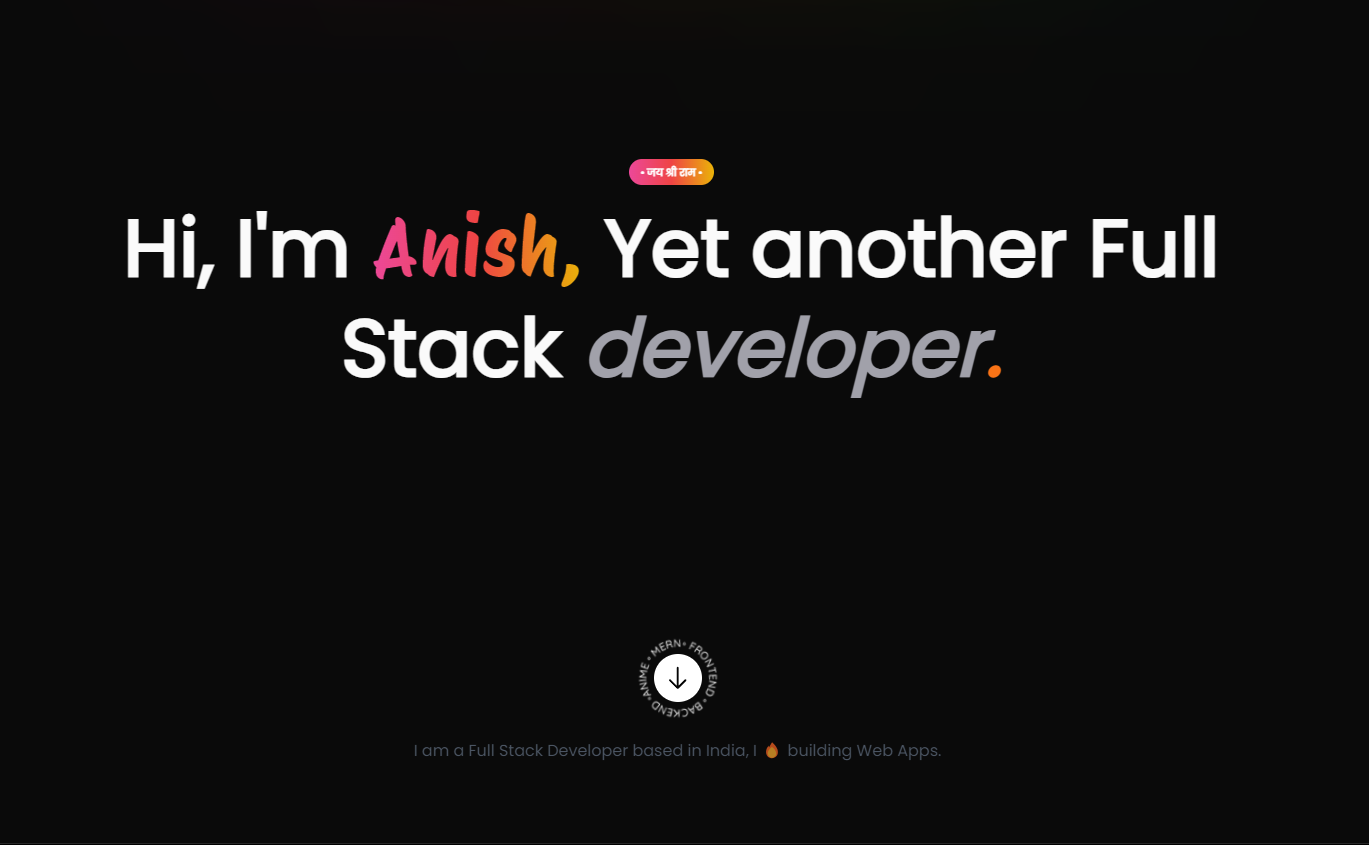 • जय श्री राम •
Hi, I'm Anish, Yet another Full
Stack developer.
MERN • FRONTEND • BACKEND • ANIME •
I am a Full Stack Developer based in India, I 🔥 building Web Apps.